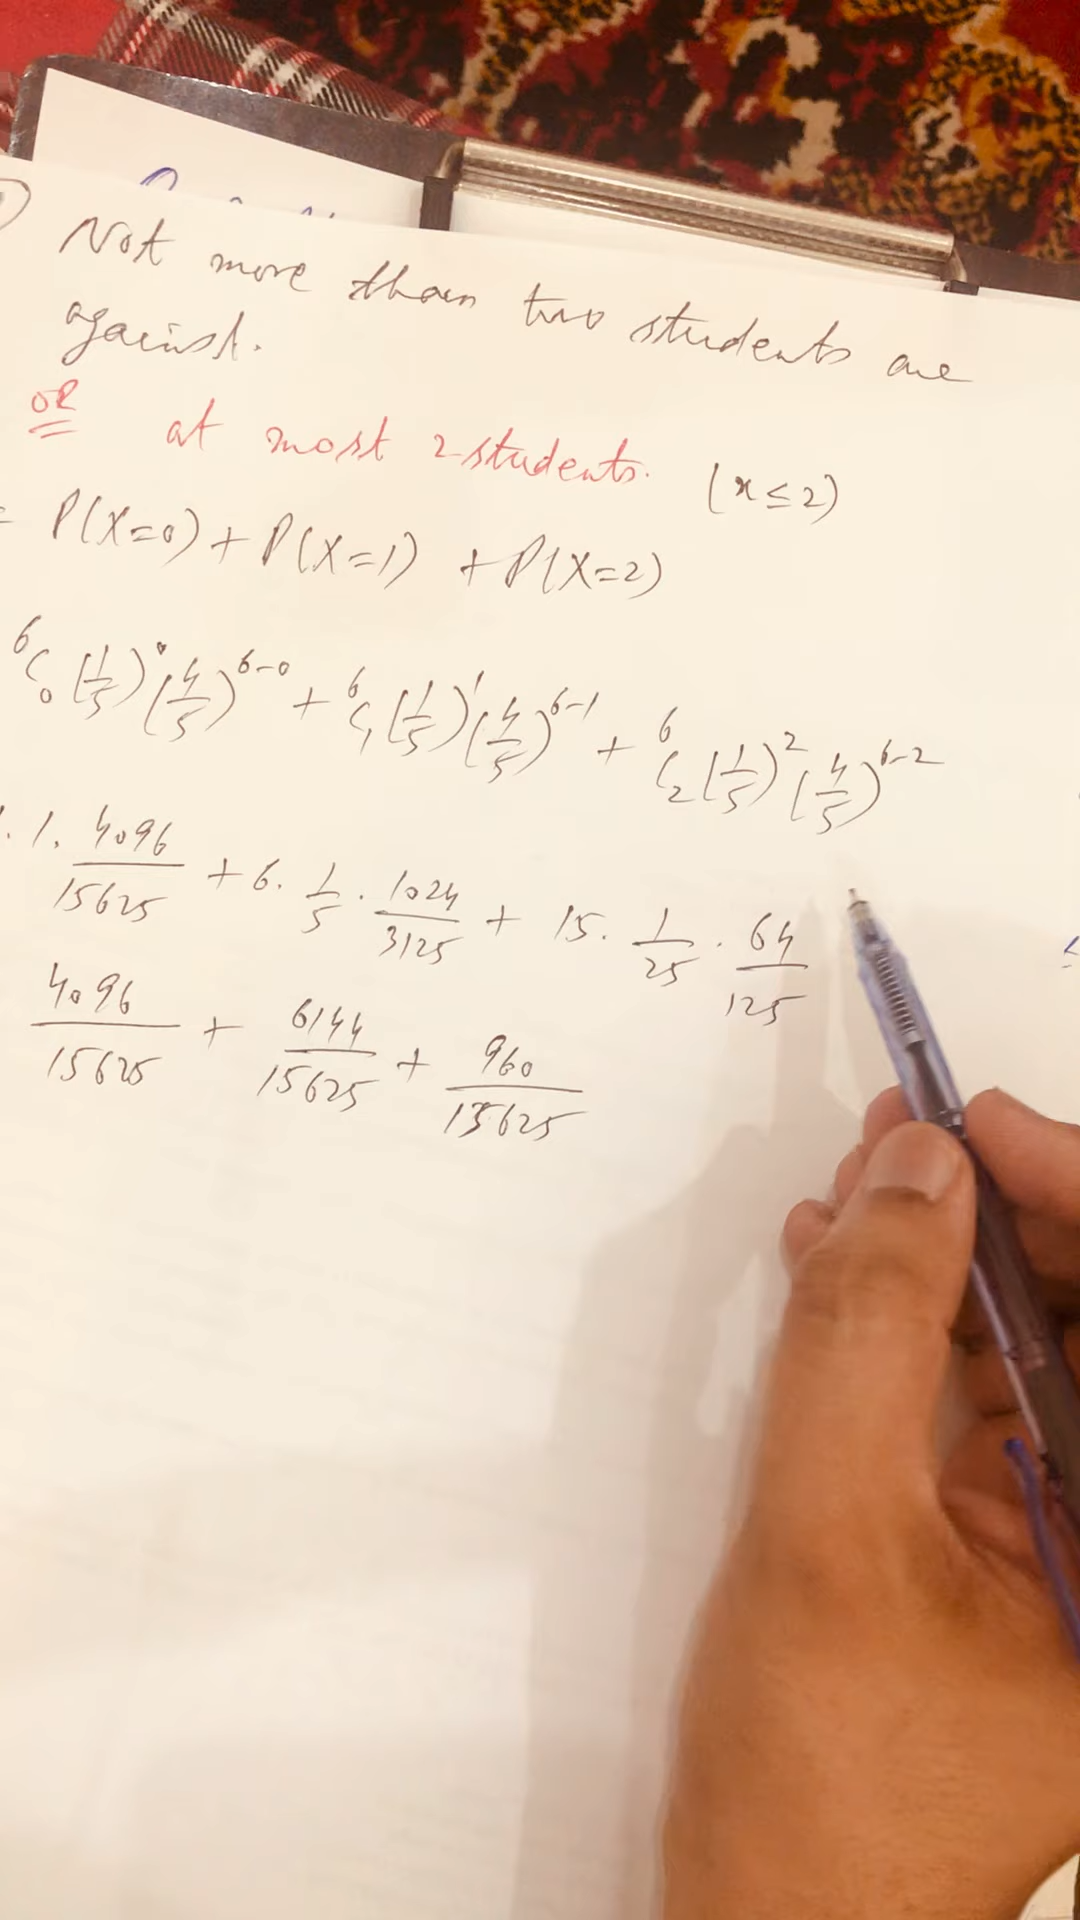 Not more than two students are
against.
OR at most 2 students. (x ≤ 2)
= P(X=0) + P(X=1) + P(X=2)
⁶C₀ (1/5)⁰ (4/5)⁶⁻⁰ + ⁶C₁ (1/5)¹ (4/5)⁶⁻¹ + ⁶C₂ (1/5)² (4/5)⁶⁻²
. 1. 4096/15625 + 6. 1/5 . 1024/3125 + 15. 1/25 . 64/125
4096/15625 + 6144/15625 + 960/15625